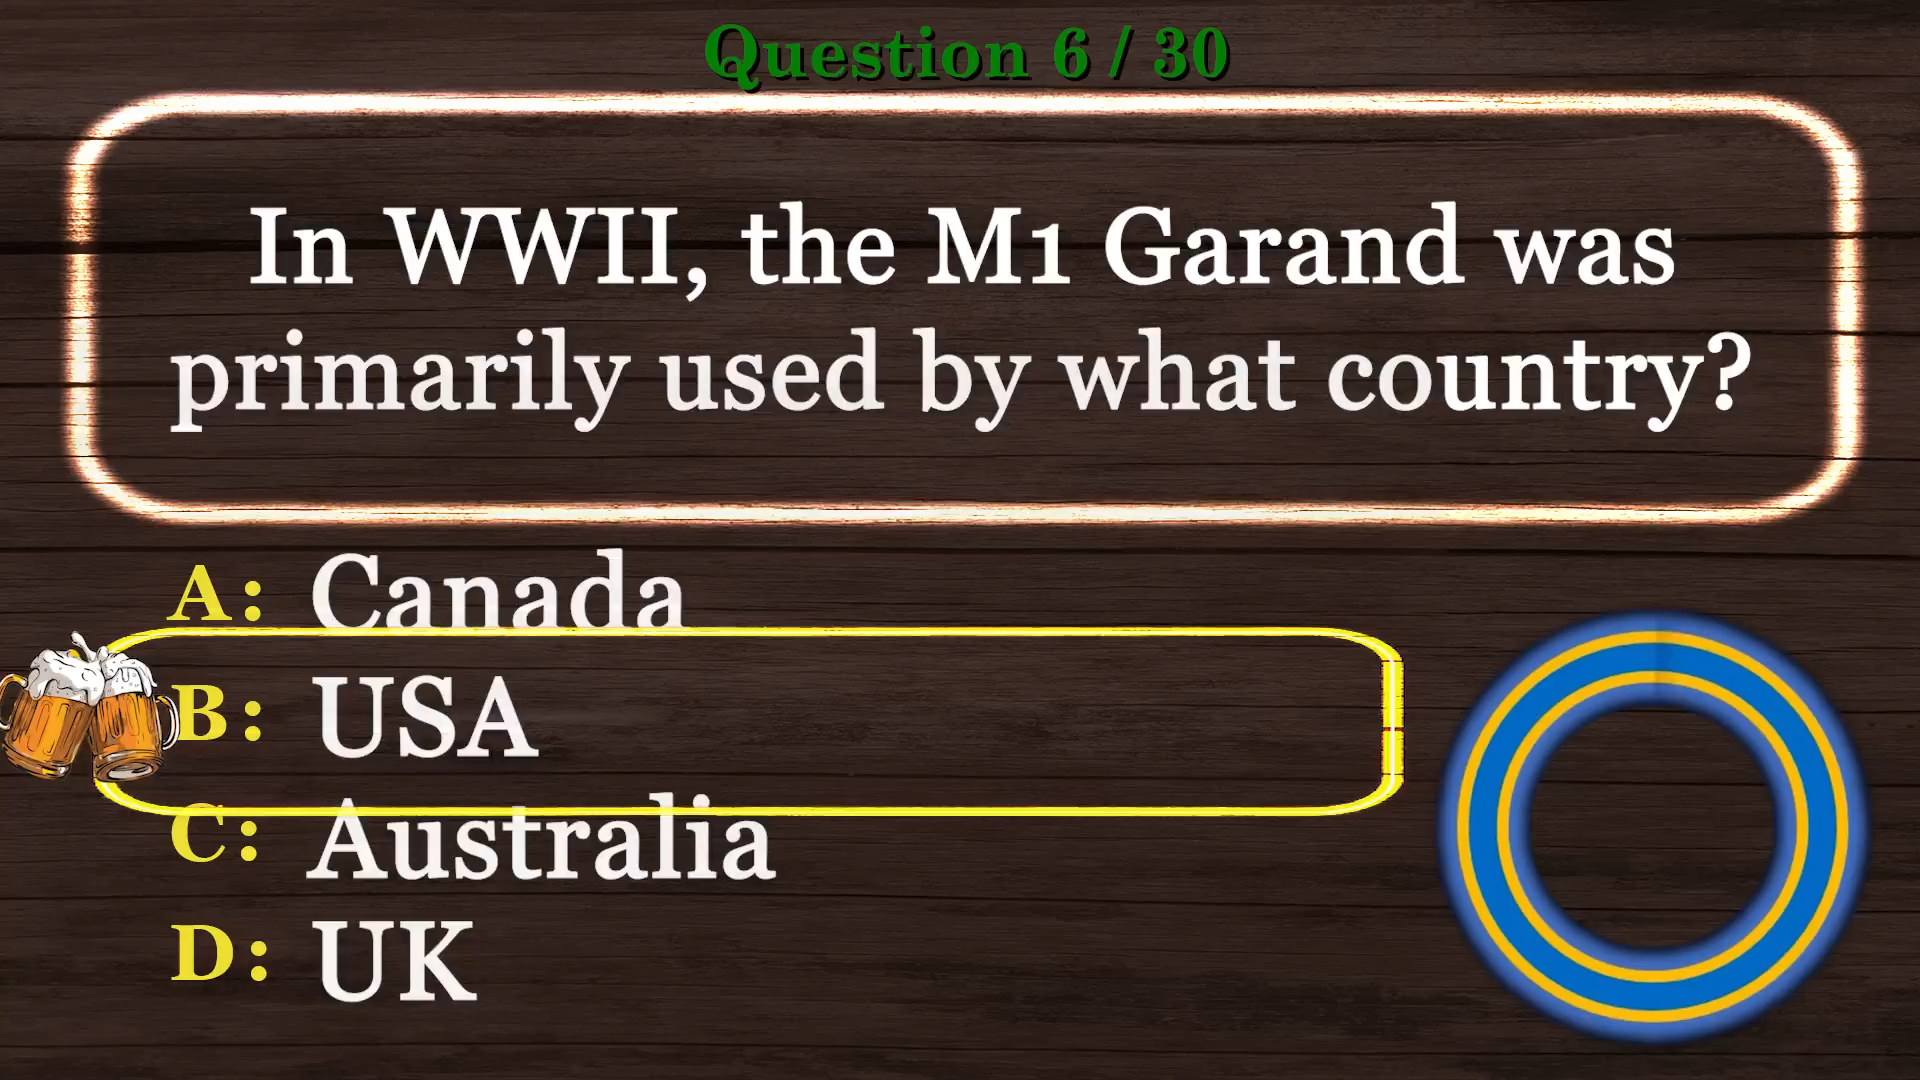 Question 6 / 30
In WWII, the M1 Garand was
primarily used by what country?
A: Canada
B: USA
C: Australia
D: UK